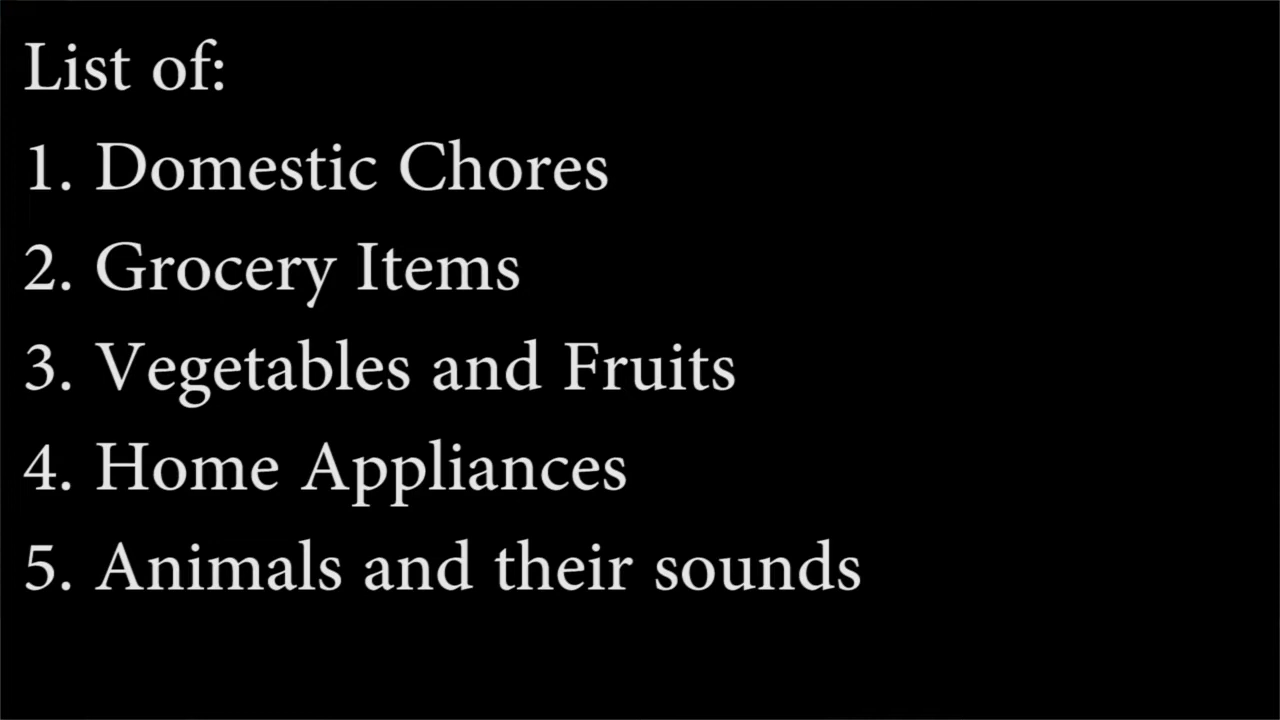 List of:
1. Domestic Chores
2. Grocery Items
3. Vegetables and Fruits
4. Home Appliances
5. Animals and their sounds